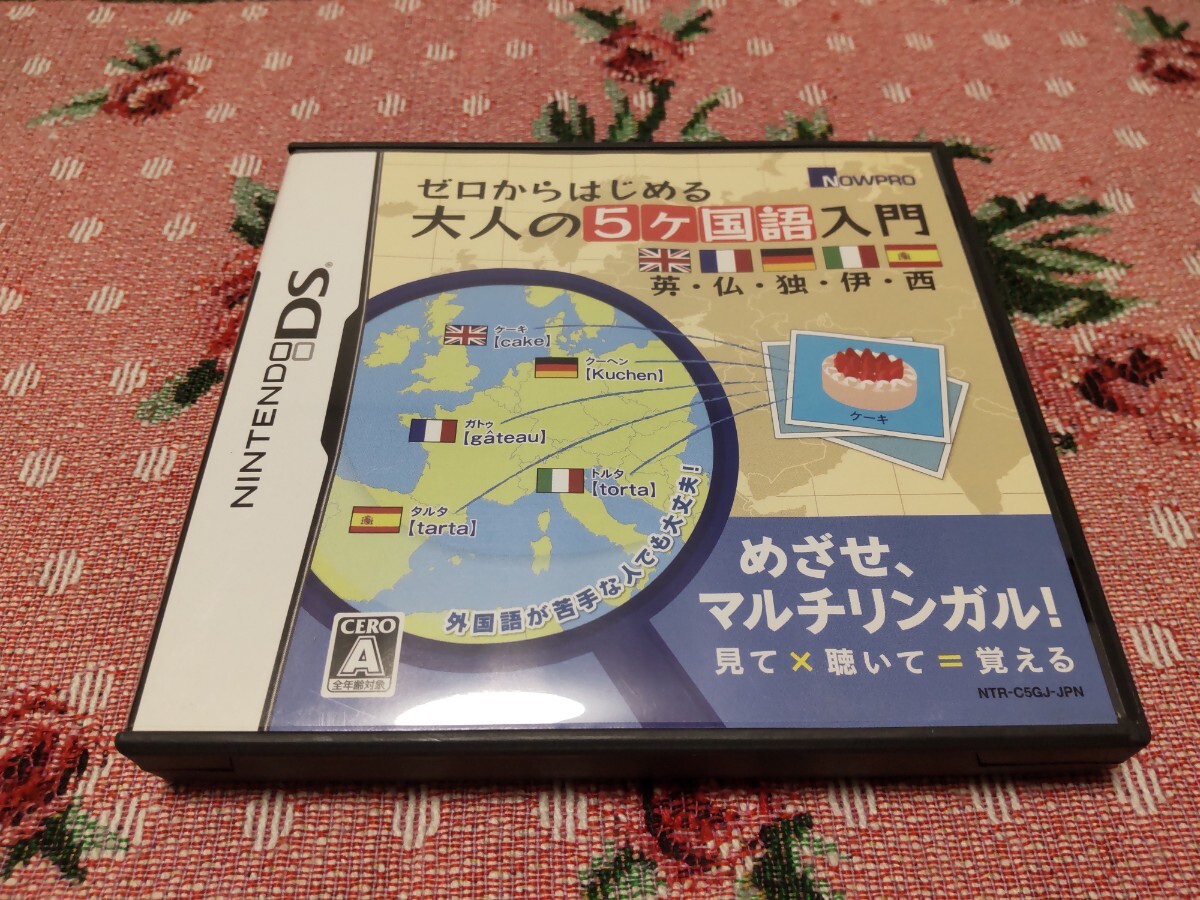 NINTENDO DS®
NOWPRO
ゼロからはじめる
大人の5ヶ国語入門
英・仏・独・伊・西
ケーキ
【cake】
クーヘン
【Kuchen】
ガトゥ
【gâteau】
トルタ
【torta】
タルタ
【tarta】
ケーキ
外国語が苦手な人でも大丈夫!
めざせ、
マルチリンガル!
見て×聴いて=覚える
NTR-C5GJ-JPN
CERO
A
全年齢対象